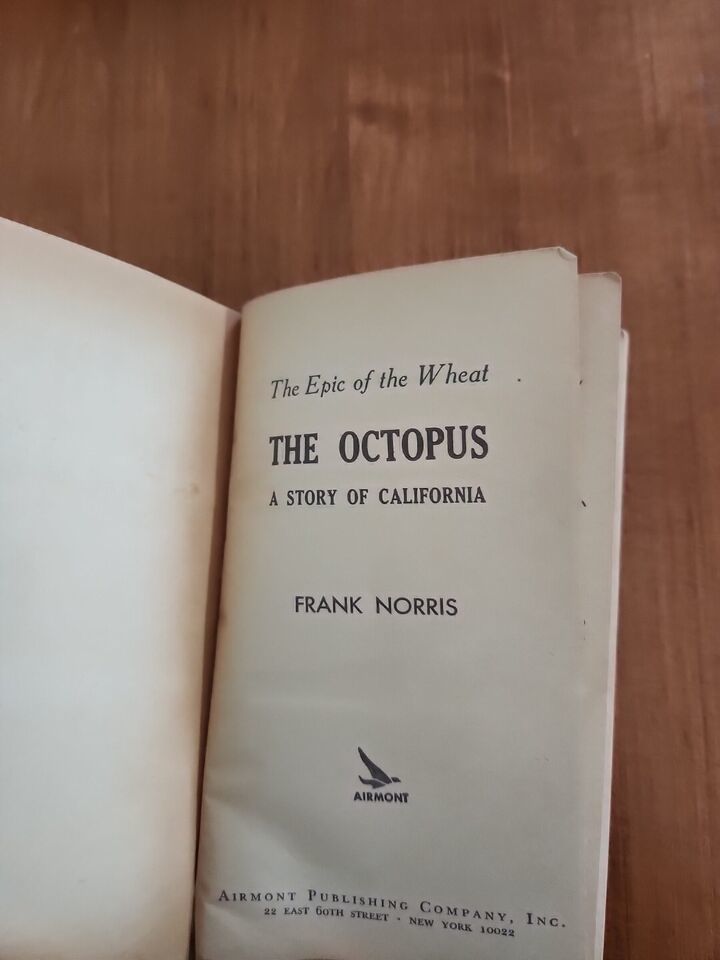 The Epic of the Wheat
THE OCTOPUS
A STORY OF CALIFORNIA
FRANK NORRIS
AIRMONT
AIRMONT PUBLISHING COMPANY, INC.
22 EAST 60TH STREET · NEW YORK 10022